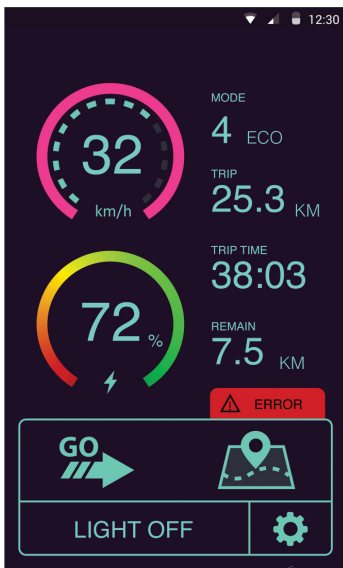 12:30
MODE
4 ECO
32
km/h
TRIP
25.3 KM
TRIP TIME
38:03
72 %
REMAIN
7.5 KM
ERROR
GO
LIGHT OFF